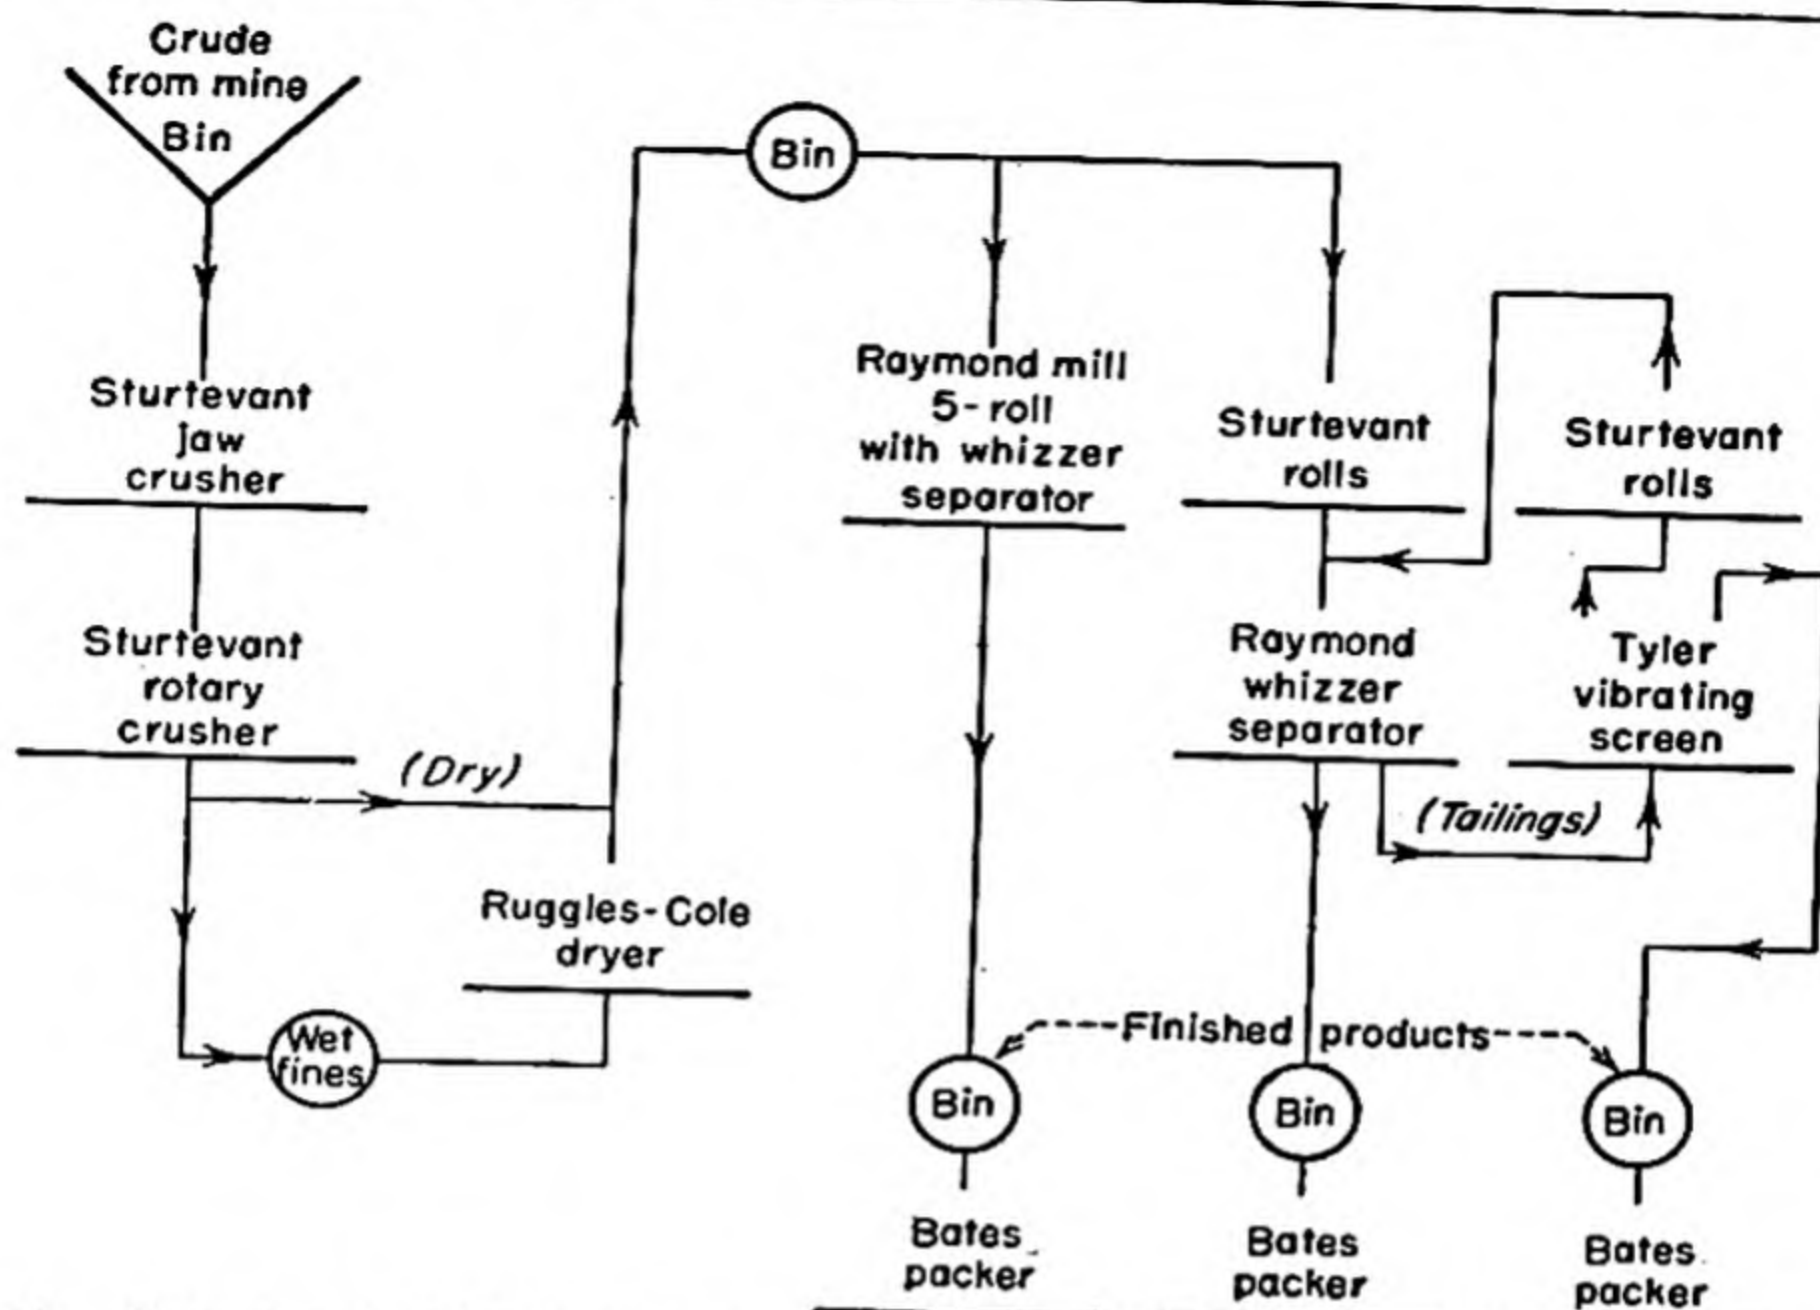 Crude
from mine
Bin
Sturtevant
jaw
crusher
Sturtevant
rotary
crusher
(Dry)
Wet
fines
Ruggles-Cole
dryer
Bin
Raymond mill
5-roll
with whizzer
separator
Sturtevant
rolls
Sturtevant
rolls
Raymond
whizzer
separator
Tyler
vibrating
screen
(Tailings)
Finished products
Bin
Bin
Bin
Bates
packer
Bates
packer
Bates
packer